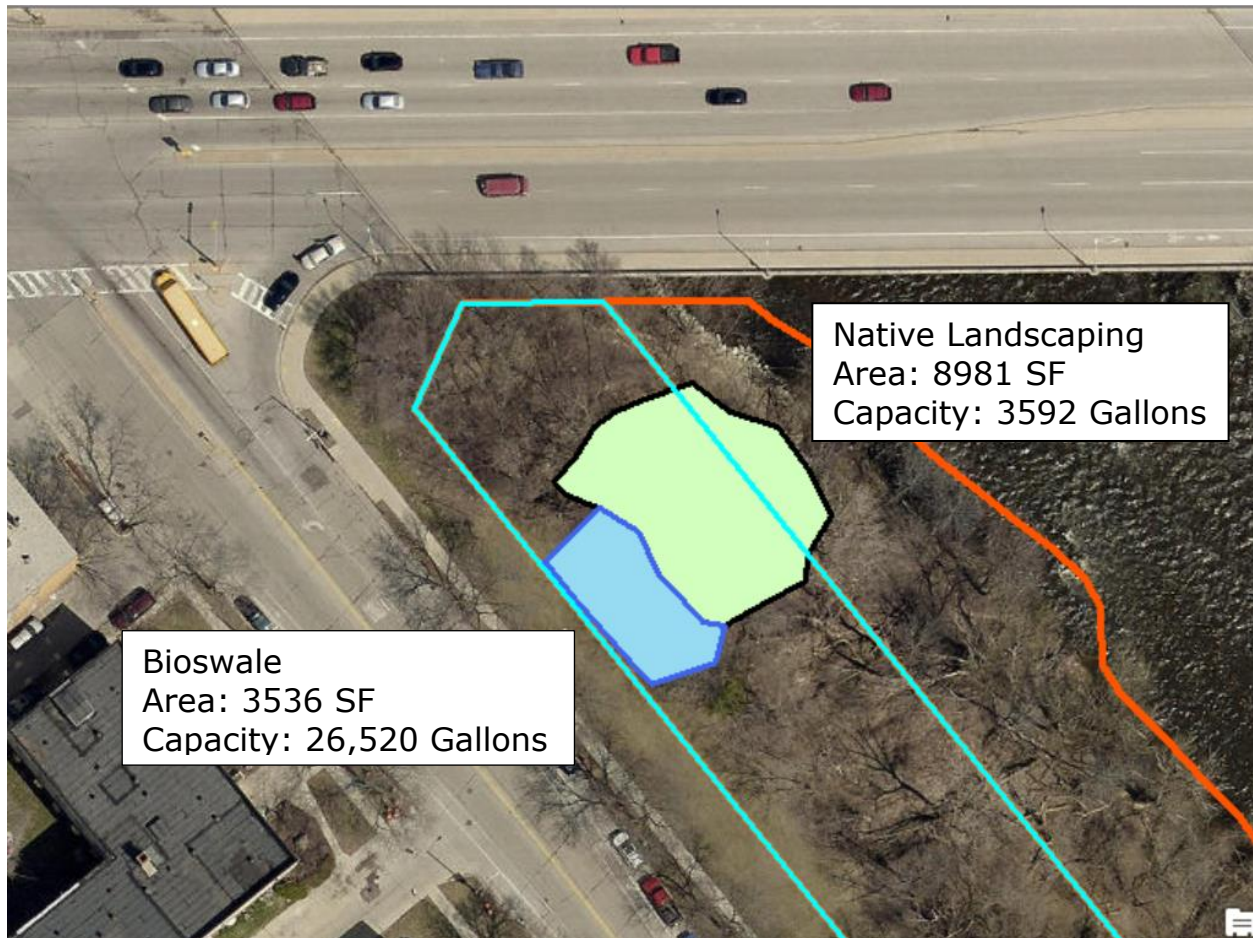 Native Landscaping
Area: 8981 SF
Capacity: 3592 Gallons
Bioswale
Area: 3536 SF
Capacity: 26,520 Gallons